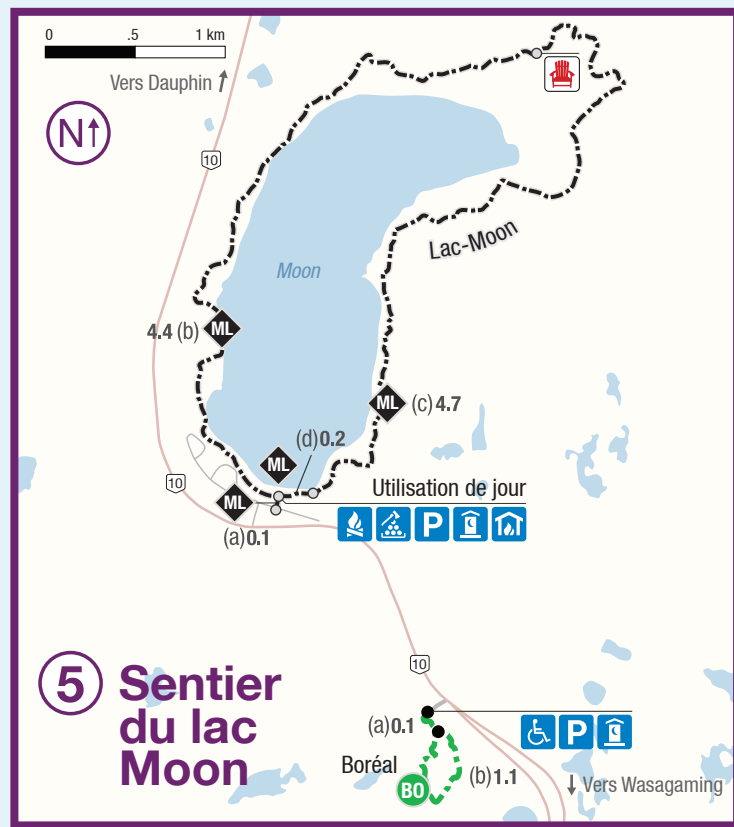 0 .5 1 km
Vers Dauphin
N
10
Lac-Moon
Moon
4.4 (b) ML
ML (c) 4.7
(d) 0.2
ML
10
ML
Utilisation de jour
(a) 0.1
P
10
5 Sentier
du lac
Moon
(a) 0.1
P
Boréal
(b) 1.1
BO
Vers Wasagaming